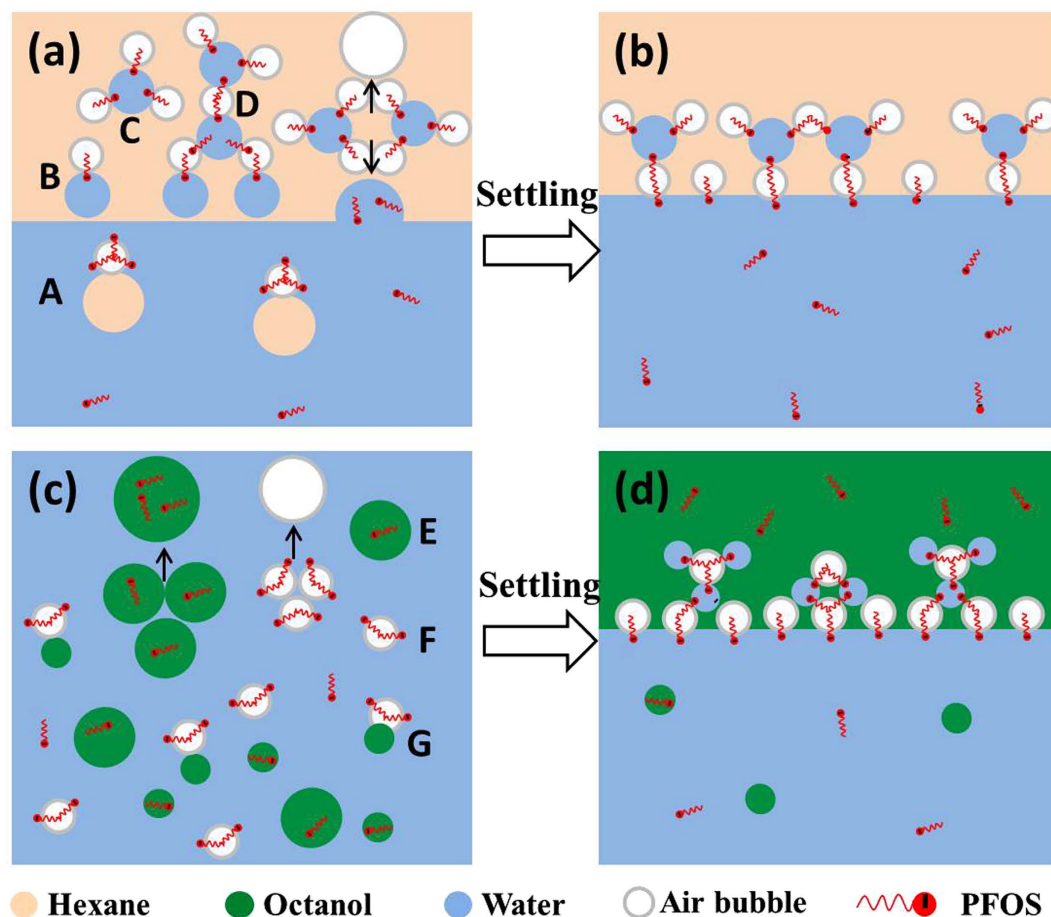 (a)
D
C
B
A
Settling
(b)
(c)
E
F
G
Settling
(d)
Hexane Octanol Water Air bubble PFOS